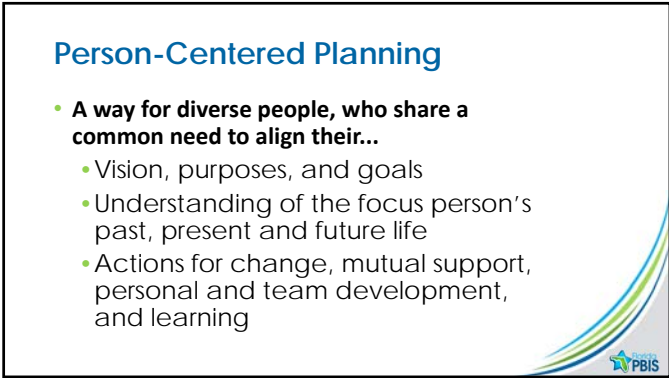 Person-Centered Planning
• A way for diverse people, who share a
common need to align their...
• Vision, purposes, and goals
• Understanding of the focus person's
past, present and future life
• Actions for change, mutual support,
personal and team development,
and learning
Florida
PBIS